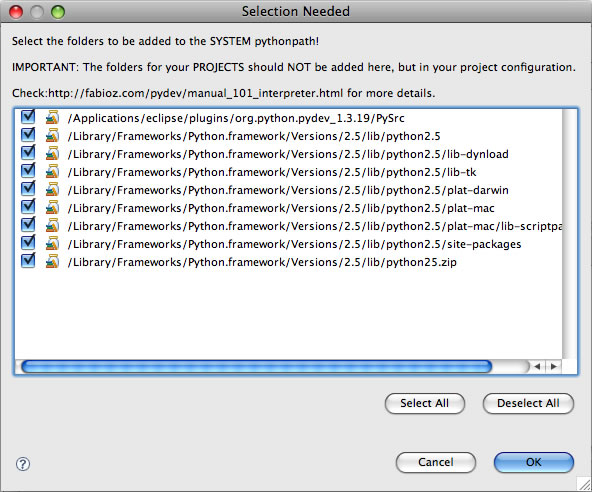 Selection Needed
Select the folders to be added to the SYSTEM pythonpath!
IMPORTANT: The folders for your PROJECTS should NOT be added here, but in your project configuration.
Check:http://fabioz.com/pydev/manual_101_interpreter.html for more details.
/Applications/eclipse/plugins/org.python.pydev_1.3.19/PySrc
/Library/Frameworks/Python.framework/Versions/2.5/lib/python2.5
/Library/Frameworks/Python.framework/Versions/2.5/lib/python2.5/lib-dynload
/Library/Frameworks/Python.framework/Versions/2.5/lib/python2.5/lib-tk
/Library/Frameworks/Python.framework/Versions/2.5/lib/python2.5/plat-darwin
/Library/Frameworks/Python.framework/Versions/2.5/lib/python2.5/plat-mac
/Library/Frameworks/Python.framework/Versions/2.5/lib/python2.5/plat-mac/lib-scriptpa
/Library/Frameworks/Python.framework/Versions/2.5/lib/python2.5/site-packages
/Library/Frameworks/Python.framework/Versions/2.5/lib/python25.zip
Select All
Deselect All
?
Cancel
OK